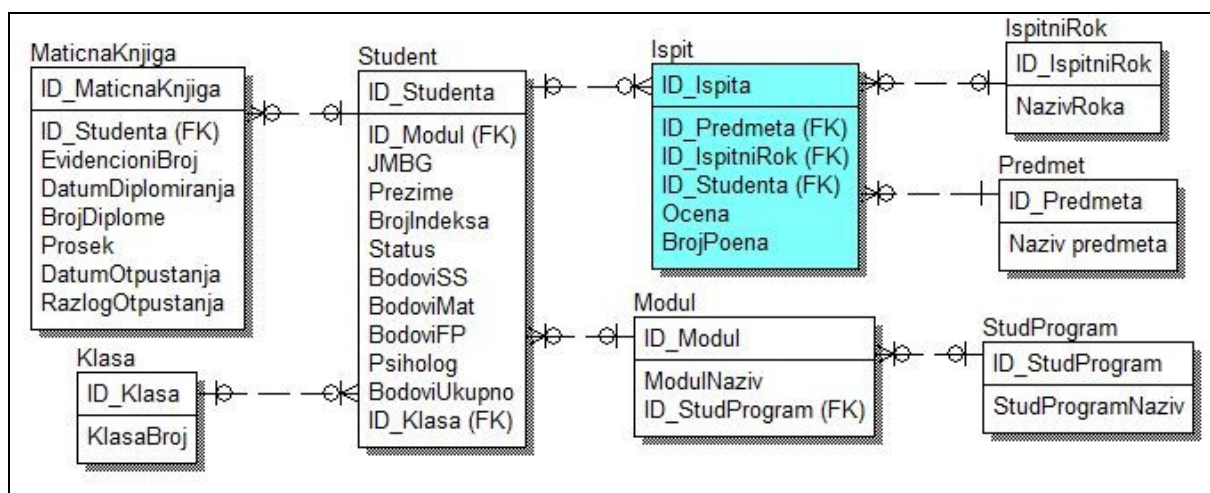 MaticnaKnjiga
ID_MaticnaKnjiga
ID_Studenta (FK)
EvidencioniBroj
DatumDiplomiranja
BrojDiplome
Prosek
DatumOtpustanja
RazlogOtpustanja
Klasa
ID_Klasa
KlasaBroj
Student
ID_Studenta
ID_Modul (FK)
JMBG
Prezime
BrojIndeksa
Status
BodoviSS
BodoviMat
BodoviFP
Psiholog
BodoviUkupno
ID_Klasa (FK)
Ispit
ID_Ispita
ID_Predmeta (FK)
ID_IspitniRok (FK)
ID_Studenta (FK)
Ocena
BrojPoena
Modul
ID_Modul
ModulNaziv
ID_StudProgram (FK)
IspitniRok
ID_IspitniRok
NazivRoka
Predmet
ID_Predmeta
Naziv predmeta
StudProgram
ID_StudProgram
StudProgramNaziv